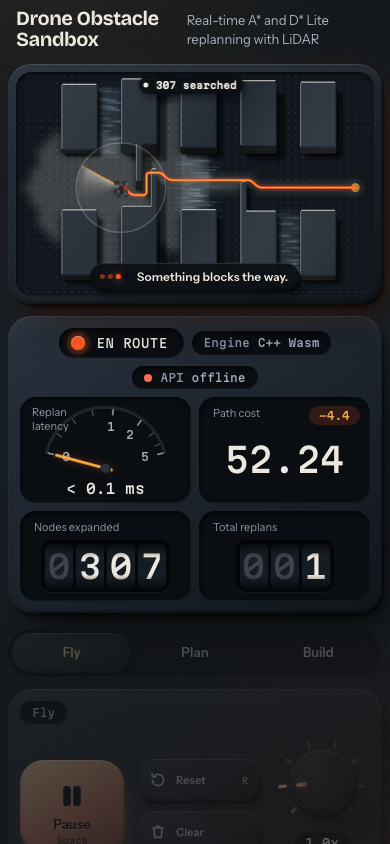 Drone Obstacle
Sandbox
Real-time A* and D* Lite
replanning with LiDAR
307 searched
Something blocks the way.
EN ROUTE
Engine C++ Wasm
API offline
Replan
latency
0
1
2
5
< 0.1 ms
Path cost
−4.4
52.24
Nodes expanded
0307
Total replans
001
Fly
Plan
Build
Fly
Pause
Space
Reset
R
Clear
1.0x